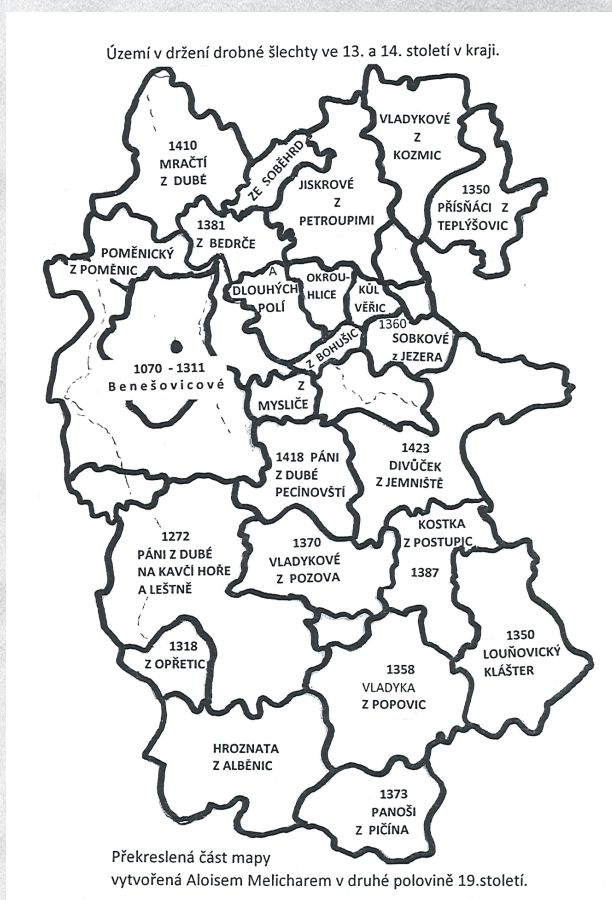 Území v držení drobné šlechty ve 13. a 14. století v kraji.
1410
MRAČTÍ
Z DUBÉ
ZE SOBĚHRD
VLADYKOVÉ
Z
KOZMIC
JISKROVÉ
Z
PETROUPIMI
1350
PŘÍSŇÁCI Z
TEPLÝŠOVIC
1381
Z BEDRČE
POMĚNICKÝ
Z POMĚNIC
A
DLOUHÝCH
POLÍ
OKROU-
HLICE
KŮL
VĚŘIC
1360
SOBKOVÉ
z JEZERA
Z BOHUŠIC
1070 - 1311
Benešovicové
Z
MYSLIČE
1418 PÁNI
Z DUBÉ
PECÍNOVŠTÍ
1423
DIVŮČEK
Z JEMNIŠTĚ
1272
PÁNI Z DUBÉ
NA KAVČÍ HOŘE
A LEŠTNĚ
1370
VLADYKOVÉ
Z POZOVA
KOSTKA
Z POSTUPIC
1387
1318
Z OPŘETIC
1358
VLADYKA
Z POPOVIC
1350
LOUŇOVICKÝ
KLÁŠTER
HROZNATA
Z ALBĚNIC
1373
PANOŠI
Z PIČÍNA
Překreslená část mapy
vytvořená Aloisem Melicharem v druhé polovině 19.století.